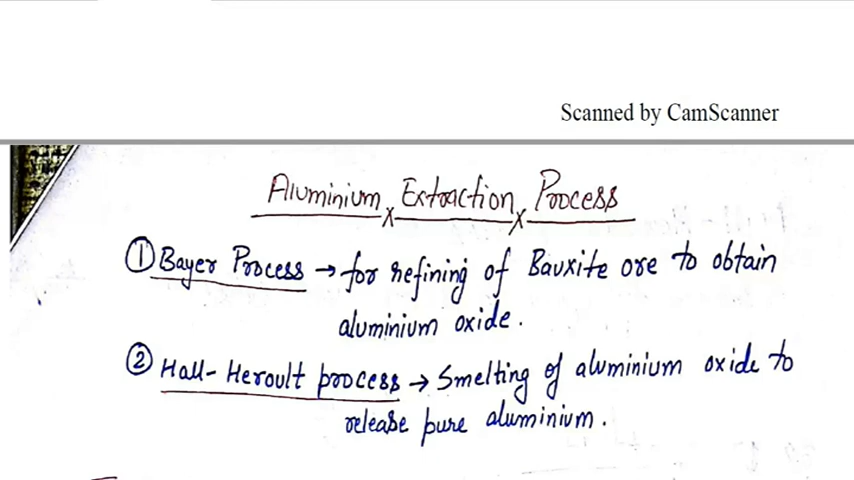 Scanned by CamScanner
Aluminium Extraction Process
① Bayer Process → for refining of Bauxite ore to obtain
aluminium oxide.
② Hall-Heroult process → Smelting of aluminium oxide to
release pure aluminium.